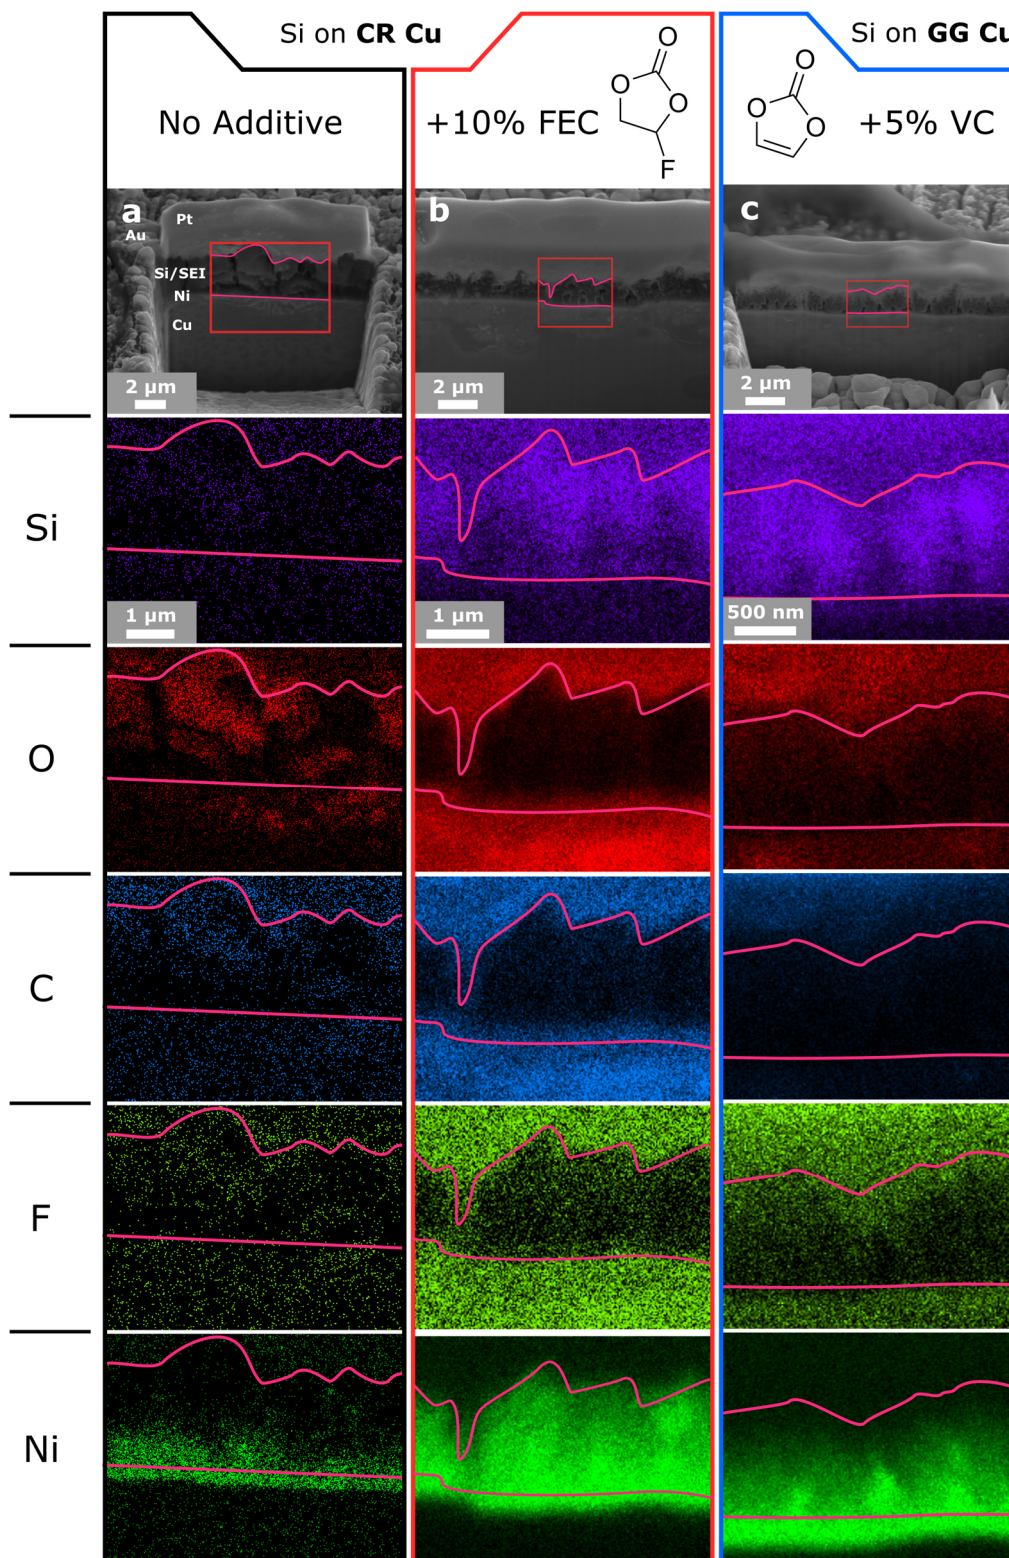 Si on CR Cu
Si on GG Cu
No Additive
+10% FEC
O
O
O
F
O
O
O
+5% VC
a
Pt
Au
Si/SEI
Ni
Cu
2 µm
b
2 µm
c
2 µm
Si
1 µm
1 µm
500 nm
O
C
F
Ni